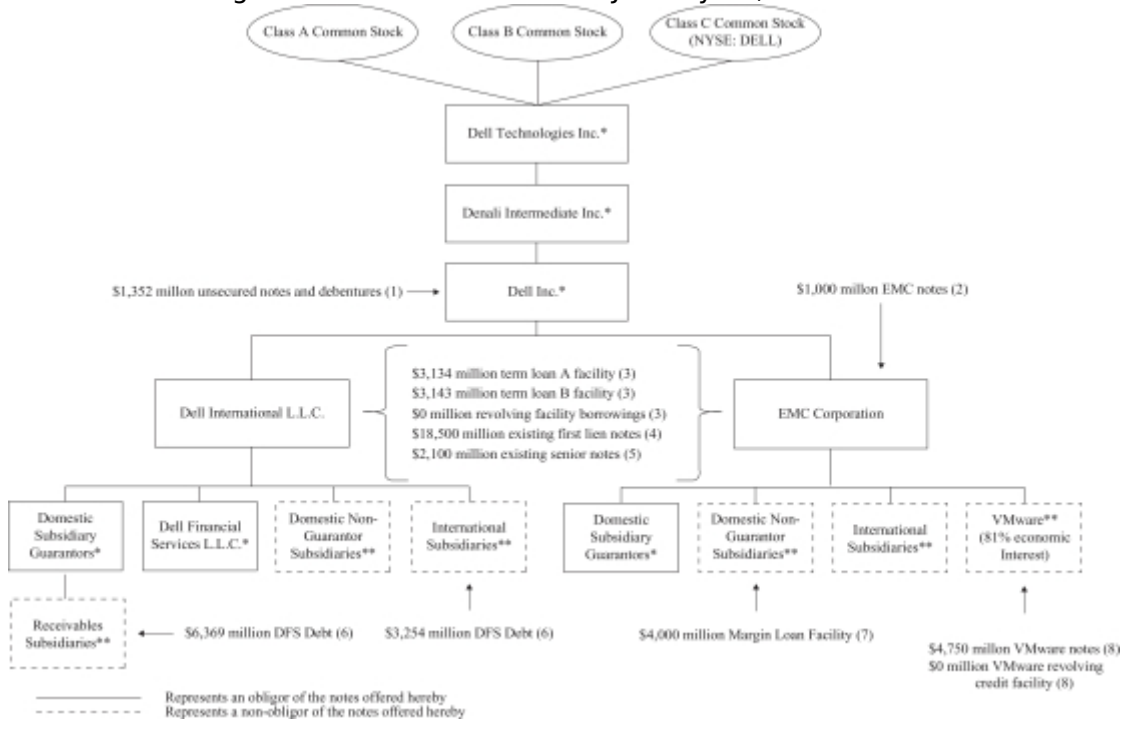 Class A Common Stock
Class B Common Stock
Class C Common Stock
(NYSE: DELL)
Dell Technologies Inc.*
Denali Intermediate Inc.*
$1,352 millon unsecured notes and debentures (1)
Dell Inc.*
$1,000 millon EMC notes (2)
Dell International L.L.C.
$3,134 million term loan A facility (3)
$3,143 million term loan B facility (3)
$0 million revolving facility borrowings (3)
$18,500 million existing first lien notes (4)
$2,100 million existing senior notes (5)
EMC Corporation
Domestic
Subsidiary
Guarantors*
Dell Financial
Services L.L.C.*
Domestic Non-
Guarantor
Subsidiaries**
International
Subsidiaries**
Domestic
Subsidiary
Guarantors*
Domestic Non-
Guarantor
Subsidiaries**
International
Subsidiaries**
VMware**
(81% economic
Interest)
Receivables
Subsidiaries**
$6,369 million DFS Debt (6)
$3,254 million DFS Debt (6)
$4,000 million Margin Loan Facility (7)
$4,750 millon VMware notes (8)
$0 million VMware revolving
credit facility (8)
Represents an obligor of the notes offered hereby
Represents a non-obligor of the notes offered hereby